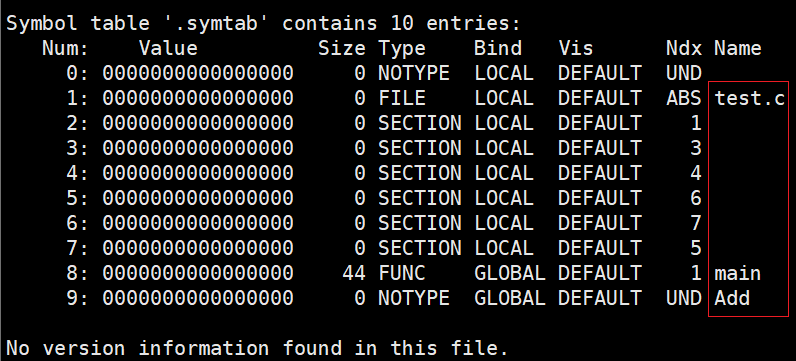 Symbol table '.symtab' contains 10 entries:
Num: Value Size Type Bind Vis Ndx Name
0: 0000000000000000 0 NOTYPE LOCAL DEFAULT UND
1: 0000000000000000 0 FILE LOCAL DEFAULT ABS test.c
2: 0000000000000000 0 SECTION LOCAL DEFAULT 1
3: 0000000000000000 0 SECTION LOCAL DEFAULT 3
4: 0000000000000000 0 SECTION LOCAL DEFAULT 4
5: 0000000000000000 0 SECTION LOCAL DEFAULT 6
6: 0000000000000000 0 SECTION LOCAL DEFAULT 7
7: 0000000000000000 0 SECTION LOCAL DEFAULT 5
8: 0000000000000000 44 FUNC GLOBAL DEFAULT 1 main
9: 0000000000000000 0 NOTYPE GLOBAL DEFAULT UND Add
No version information found in this file.